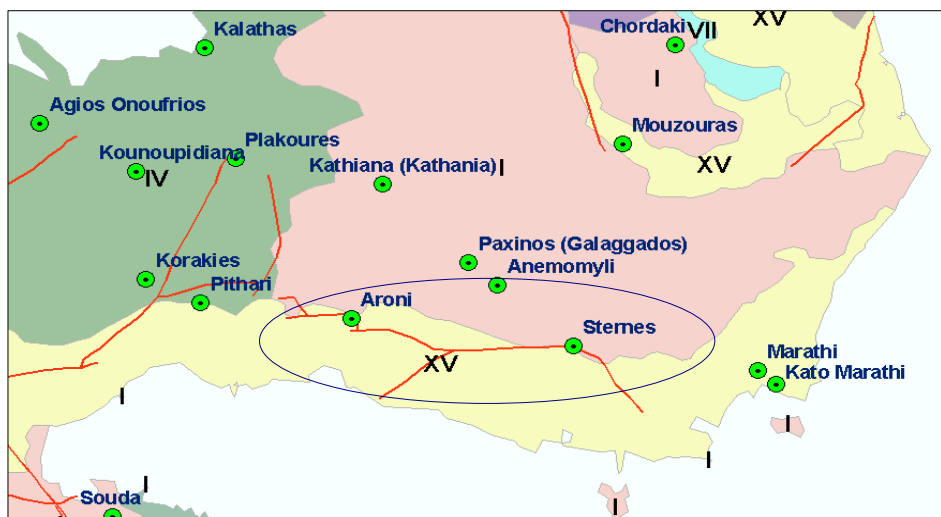 XV
Chordaki
VII
Kalathas
I
Agios Onoufrios
Mouzouras
Plakoures
Kounoupidiana
IV
Kathiana (Kathania)
I
XV
Paxinos (Galaggados)
Anemomyli
Korakies
Pithari
Aroni
Sternes
XV
Marathi
Kato Marathi
I
I
I
I
Souda
I